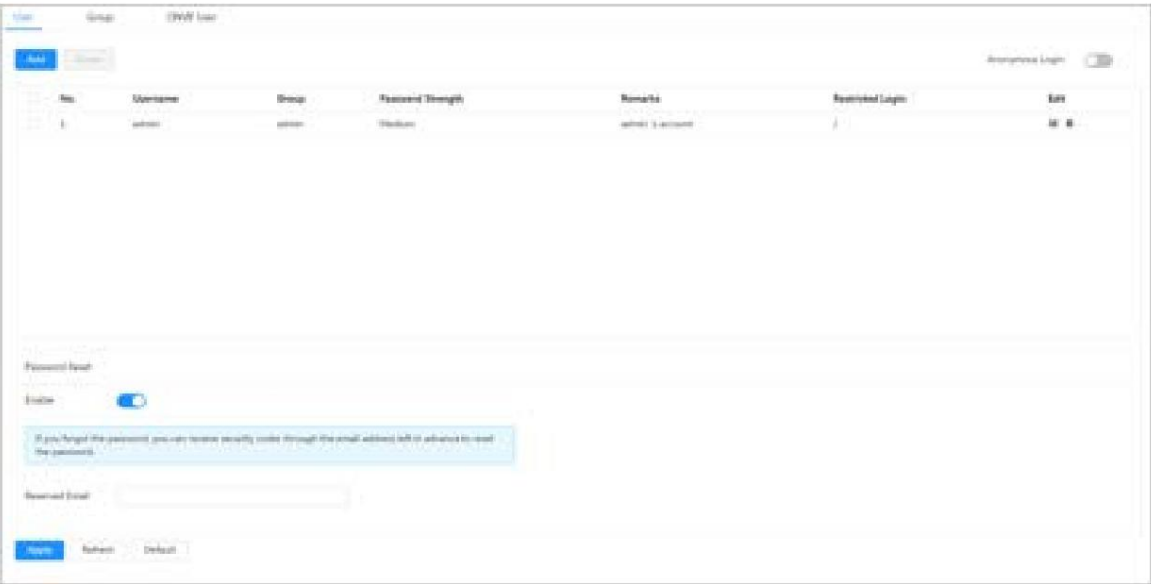 User Group ONVIF User
Add Delete Anonymous Login
No. Username Group Password Strength Remarks Restricted Login Edit
1 admin admin Medium admin 's account /
Password Reset
Enable
If you forgot the password, you can receive security codes through the email address left in advance to reset
the password.
Reserved Email
Apply Refresh Default